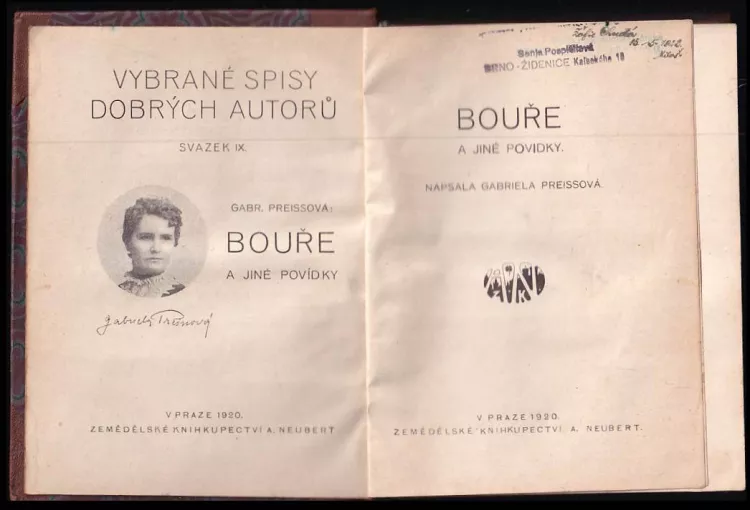 VYBRANÉ SPISY
DOBRÝCH AUTORŮ
SVAZEK IX.
GABR. PREISSOVÁ:
BOUŘE
A JINÉ POVÍDKY
V PRAZE 1920.
ZEMĚDĚLSKÉ KNIHKUPECTVÍ A. NEUBERT
BRNO - ŽIDENICE
BOUŘE
A JINÉ POVÍDKY.
NAPSALA GABRIELA PREISSOVÁ.
V PRAZE 1920.
ZEMĚDĚLSKÉ KNIHKUPECTVÍ A. NEUBERT.